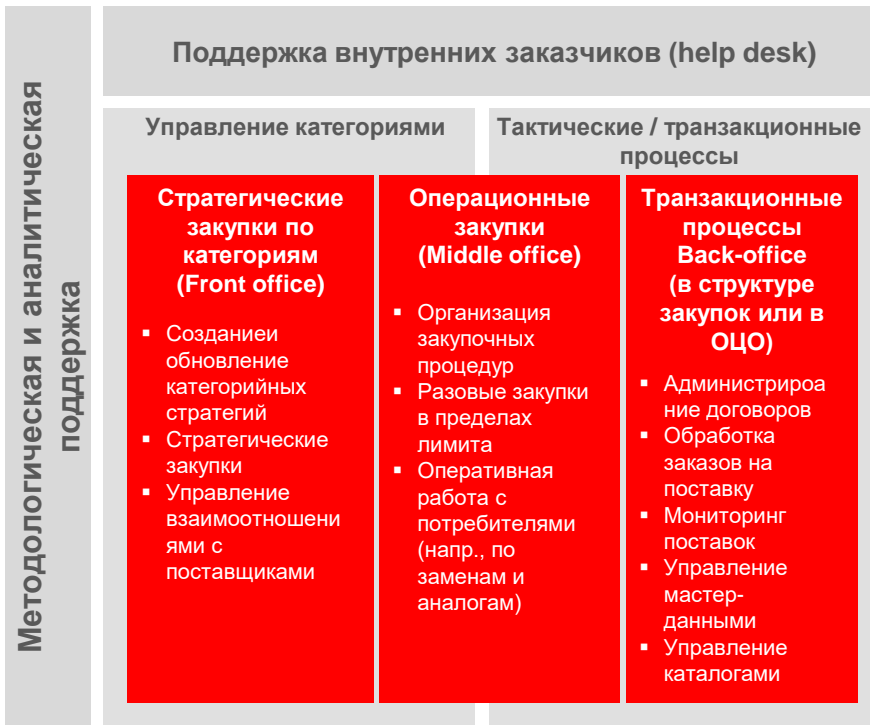 Методологическая и аналитическая
поддержка
Поддержка внутренних заказчиков (help desk)
Управление категориями
Тактические / транзакционные
процессы
Стратегические
закупки по
категориям
(Front office)
▪ Созданиеи
обновление
категорийных
стратегий
▪ Стратегические
закупки
▪ Управление
взаимоотношени
ями с
поставщиками
Операционные
закупки
(Middle office)
▪ Организация
закупочных
процедур
▪ Разовые закупки
в пределах
лимита
▪ Оперативная
работа с
потребителями
(напр., по
заменам и
аналогам)
Транзакционные
процессы
Back-office
(в структуре
закупок или в
ОЦО)
▪ Администрироа
ние договоров
▪ Обработка
заказов на
поставку
▪ Мониторинг
поставок
▪ Управление
мастер-
данными
▪ Управление
каталогами